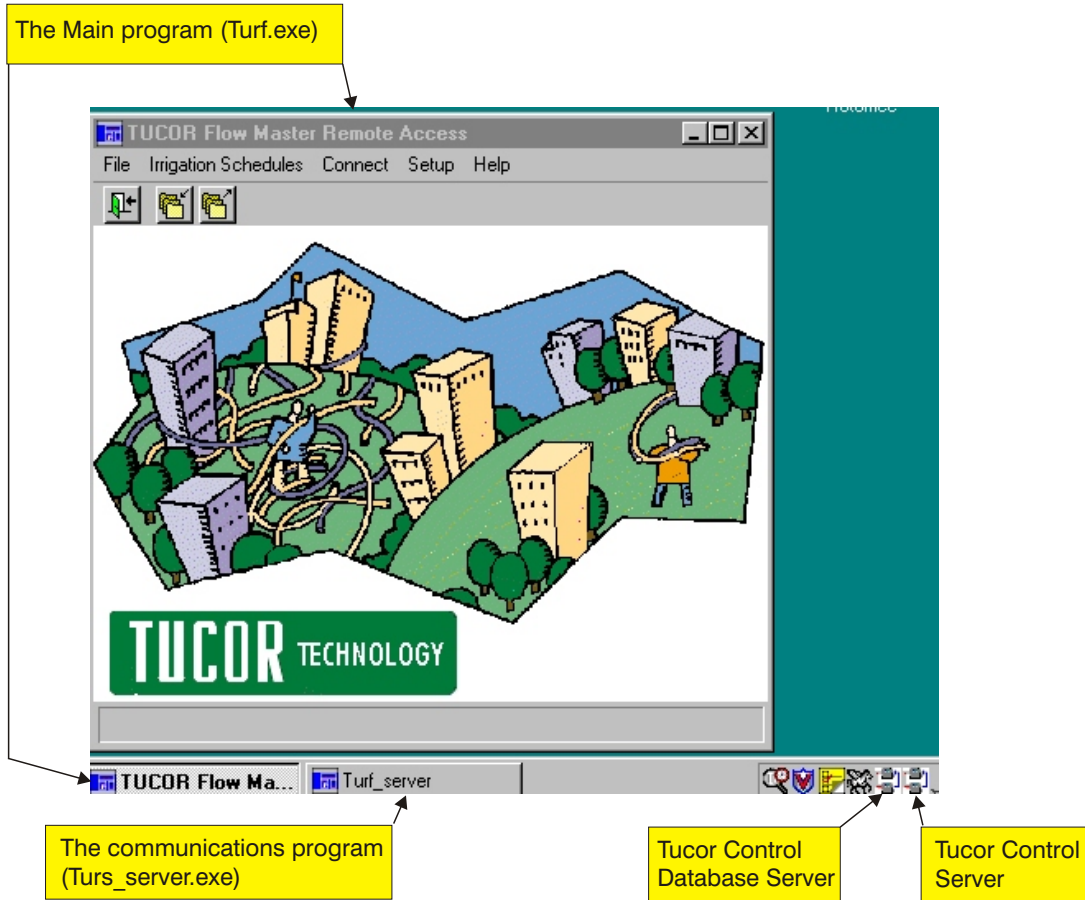 The Main program (Turf.exe)
TUCOR Flow Master Remote Access
File Irrigation Schedules Connect Setup Help
TUCOR TECHNOLOGY
TUCOR Flow Ma... Turf_server
The communications program
(Turs_server.exe)
Tucor Control
Database Server
Tucor Control
Server